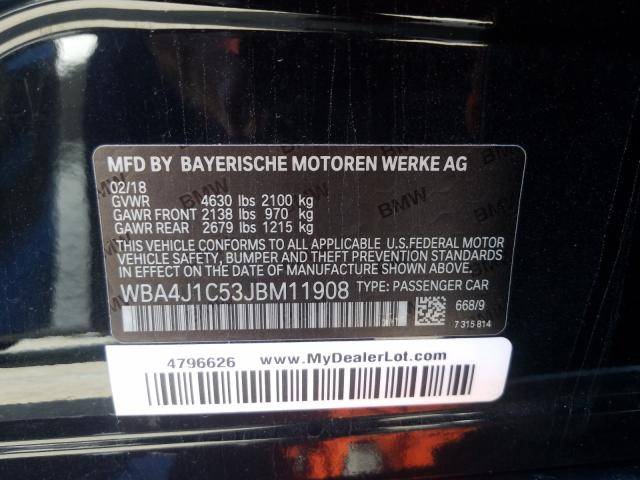 MFD BY BAYERISCHE MOTOREN WERKE AG
02/18
GVWR 4630 lbs 2100 kg
GAWR FRONT 2138 lbs 970 kg
GAWR REAR 2679 lbs 1215 kg
THIS VEHICLE CONFORMS TO ALL APPLICABLE U.S.FEDERAL MOTOR
VEHICLE SAFETY, BUMPER AND THEFT PREVENTION STANDARDS
IN EFFECT ON THE DATE OF MANUFACTURE SHOWN ABOVE.
WBA4J1C53JBM11908 TYPE: PASSENGER CAR
668/9
7 315 814
4796626 www.MyDealerLot.com